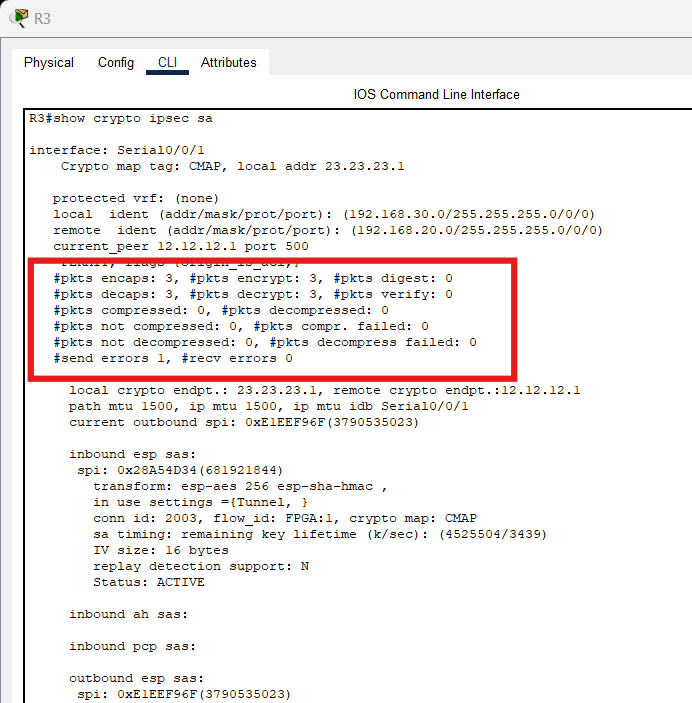 R3
Physical Config CLI Attributes
IOS Command Line Interface
R3#show crypto ipsec sa
interface: Serial0/0/1
Crypto map tag: CMAP, local addr 23.23.23.1
protected vrf: (none)
local ident (addr/mask/prot/port): (192.168.30.0/255.255.255.0/0/0)
remote ident (addr/mask/prot/port): (192.168.20.0/255.255.255.0/0/0)
current_peer 12.12.12.1 port 500
#pkts encaps: 3, #pkts encrypt: 3, #pkts digest: 0
#pkts decaps: 3, #pkts decrypt: 3, #pkts verify: 0
#pkts compressed: 0, #pkts decompressed: 0
#pkts not compressed: 0, #pkts compr. failed: 0
#pkts not decompressed: 0, #pkts decompress failed: 0
#send errors 1, #recv errors 0
local crypto endpt.: 23.23.23.1, remote crypto endpt.:12.12.12.1
path mtu 1500, ip mtu 1500, ip mtu idb Serial0/0/1
current outbound spi: 0xE1EEF96F(3790535023)
inbound esp sas:
spi: 0x28A54D34(681921844)
transform: esp-aes 256 esp-sha-hmac ,
in use settings ={Tunnel, }
conn id: 2003, flow_id: FPGA:1, crypto map: CMAP
sa timing: remaining key lifetime (k/sec): (4525504/3439)
IV size: 16 bytes
replay detection support: N
Status: ACTIVE
inbound ah sas:
inbound pcp sas:
outbound esp sas:
spi: 0xE1EEF96F(3790535023)